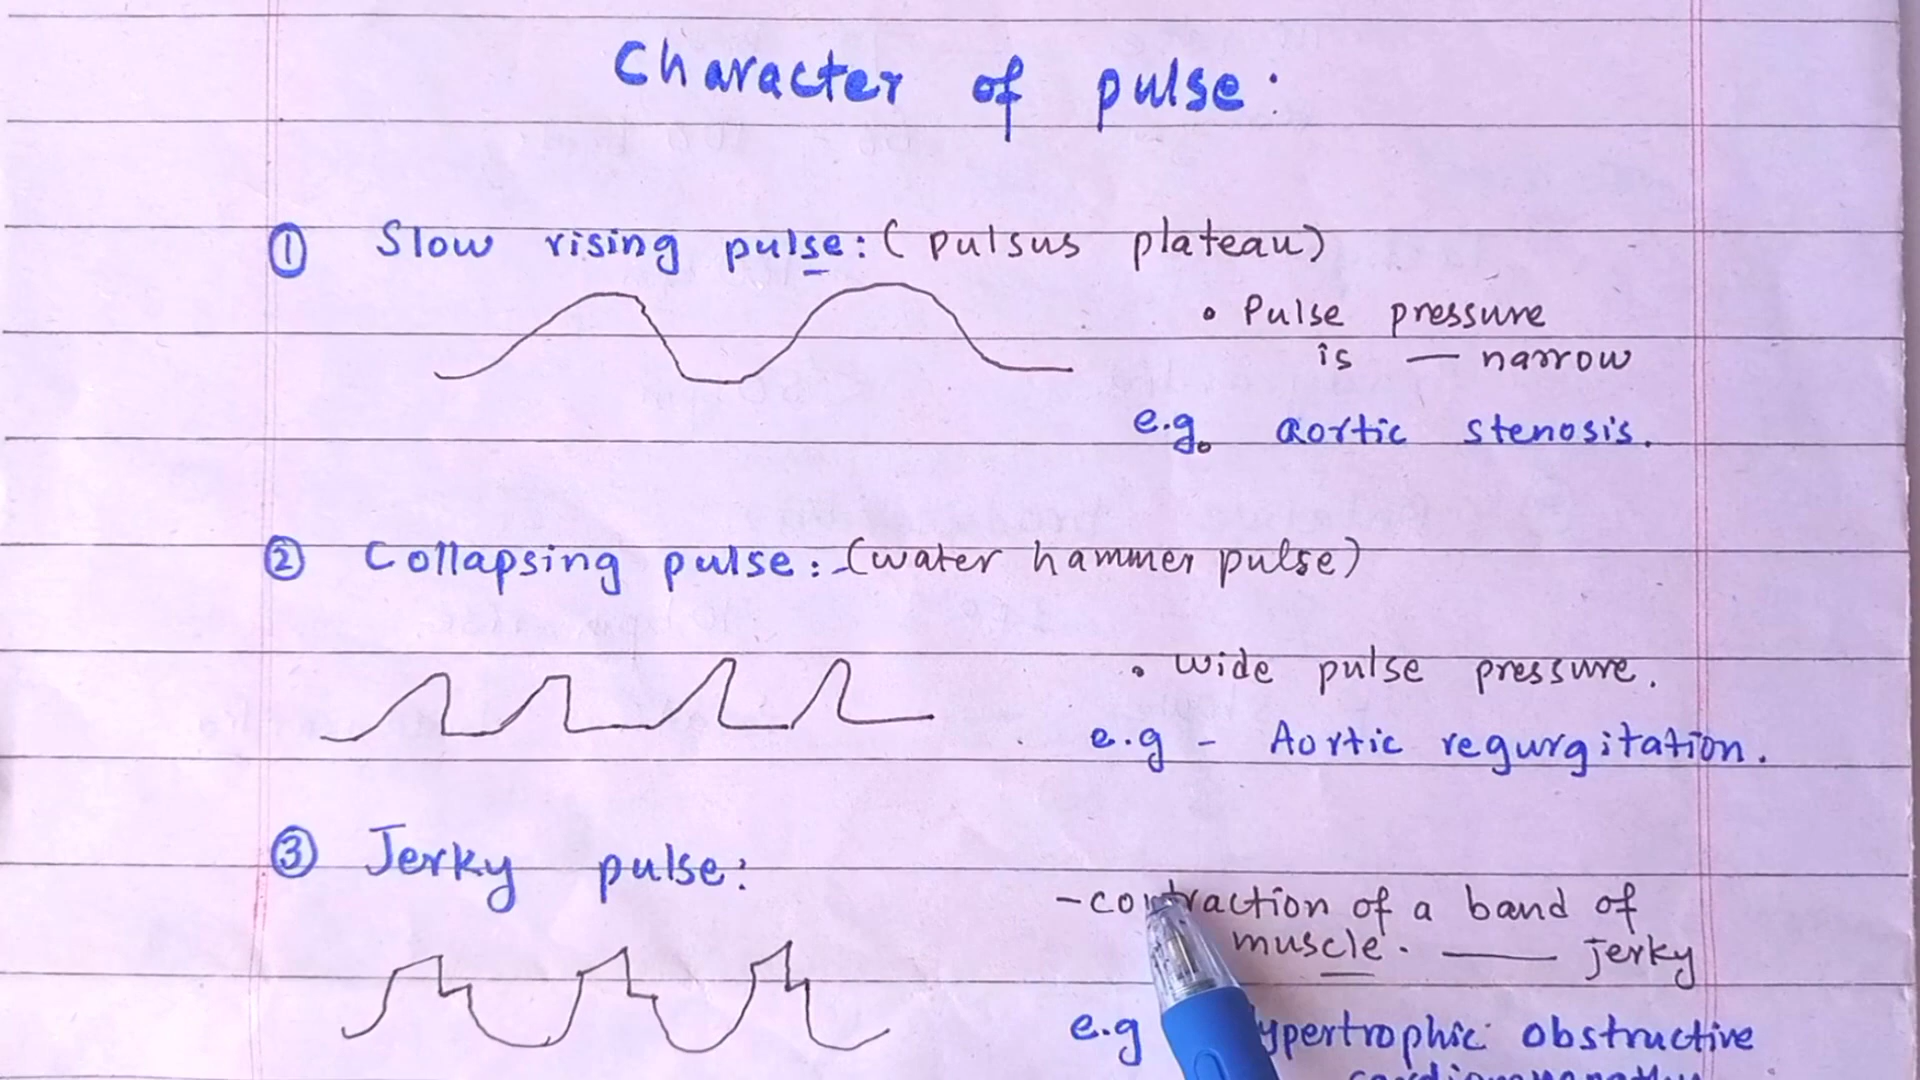 Character of pulse:
① Slow rising pulse: (pulsus plateau)
• Pulse pressure
is — narrow
e.g. aortic stenosis.
② Collapsing pulse:-(water hammer pulse)
• wide pulse pressure.
e.g - Aortic regurgitation.
③ Jerky pulse:
- contraction of a band of
muscle. — jerky
e.g ypertrophic obstructive